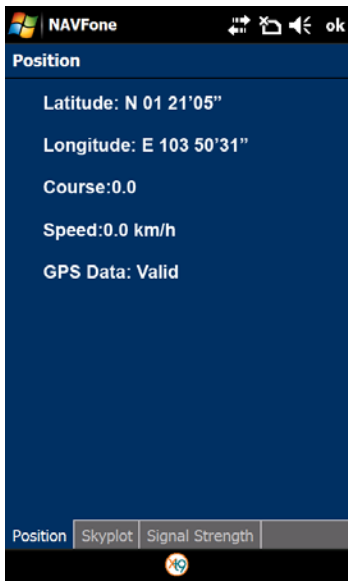 NAVFone ok
Position
Latitude: N 01 21'05”
Longitude: E 103 50'31”
Course:0.0
Speed:0.0 km/h
GPS Data: Valid
Position Skyplot Signal Strength